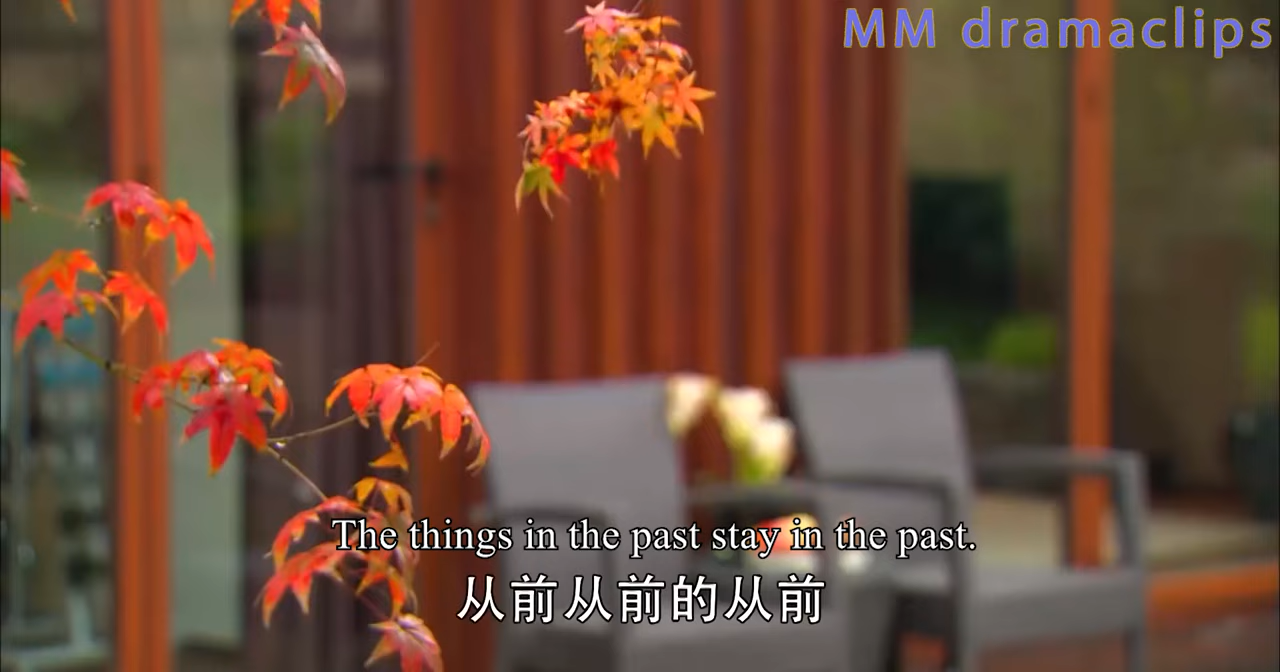 MM dramaclips
The things in the past stay in the past.
从前从前的从前